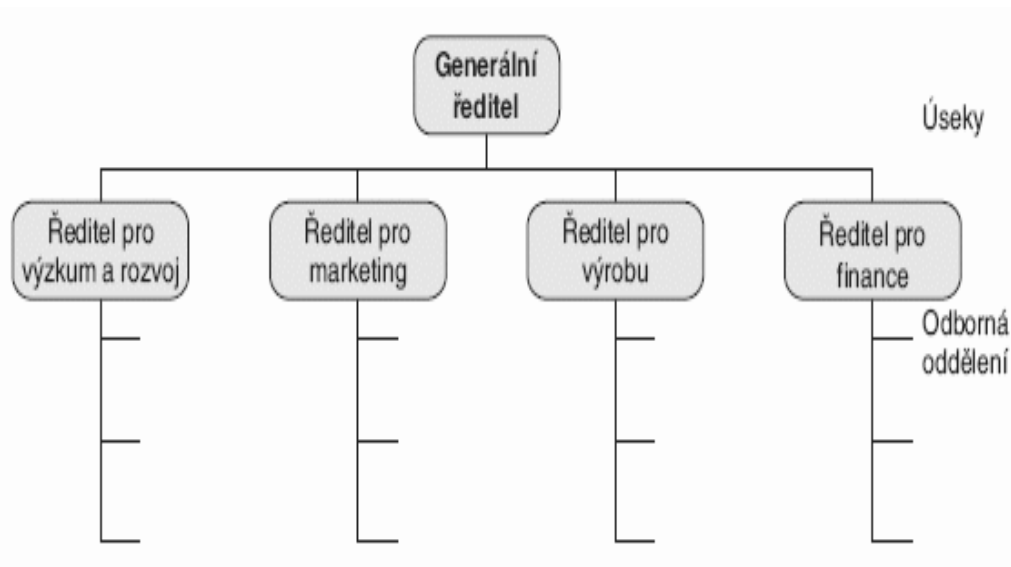 Generální
ředitel
Úseky
Ředitel pro
výzkum a rozvoj
Ředitel pro
marketing
Ředitel pro
výrobu
Ředitel pro
finance
Odborná
oddělení